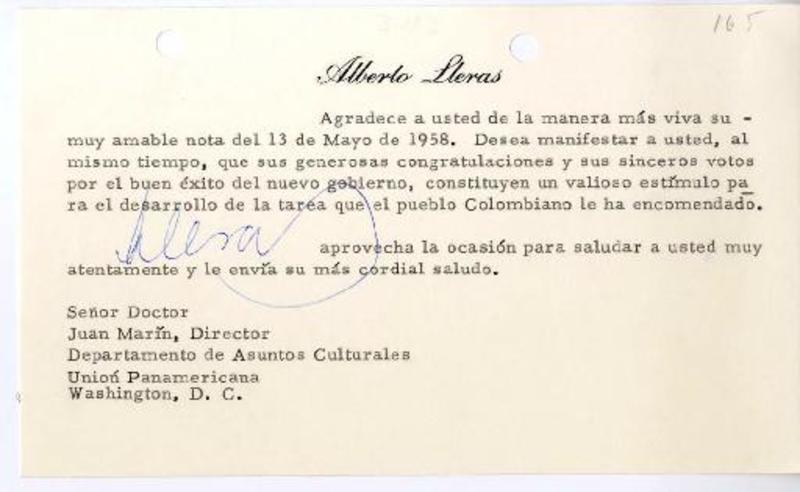 165
Alberto Lleras
Agradece a usted de la manera más viva su -
muy amable nota del 13 de Mayo de 1958. Desea manifestar a usted, al
mismo tiempo, que sus generosas congratulaciones y sus sinceros votos
por el buen éxito del nuevo gobierno, constituyen un valioso estímulo pa
ra el desarrollo de la tarea que el pueblo Colombiano le ha encomendado.
Lleras
aprovecha la ocasión para saludar a usted muy
atentamente y le envía su más cordial saludo.
Señor Doctor
Juan Marín, Director
Departamento de Asuntos Culturales
Unión Panamericana
Washington, D. C.